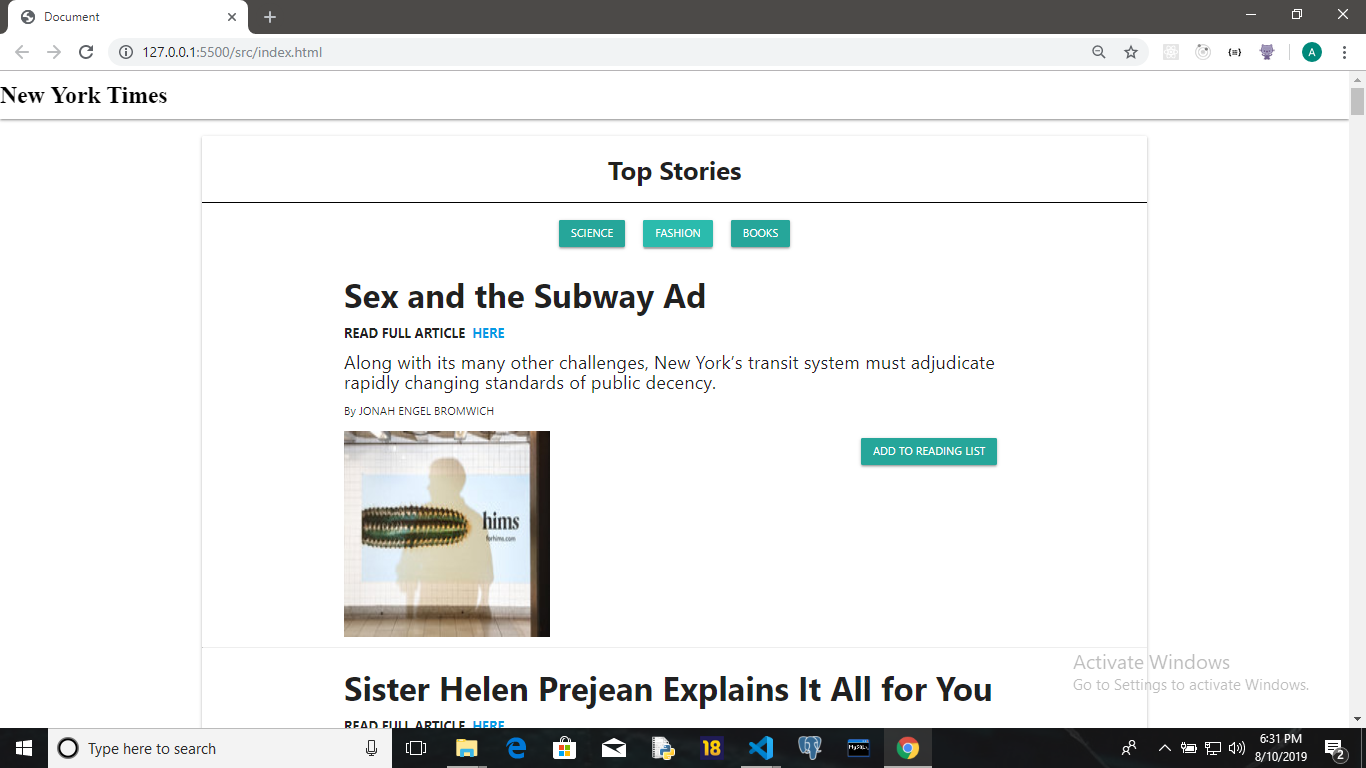 Document
127.0.0.1:5500/src/index.html
A
New York Times
Top Stories
SCIENCE FASHION BOOKS
Sex and the Subway Ad
READ FULL ARTICLE HERE
Along with its many other challenges, New York’s transit system must adjudicate
rapidly changing standards of public decency.
By JONAH ENGEL BROMWICH
ADD TO READING LIST
hims
forhims.com
Activate Windows
Go to Settings to activate Windows.
Sister Helen Prejean Explains It All for You
READ FULL ARTICLE HERE
Type here to search
18
MySQL
6:31 PM
8/10/2019
2